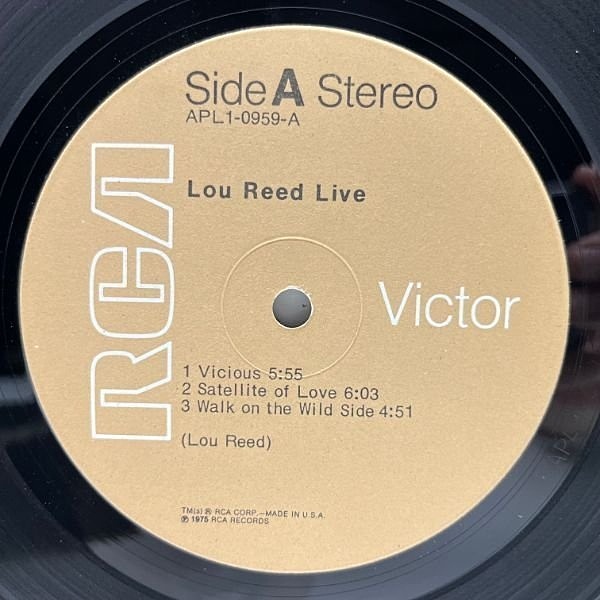 Side A Stereo
APL1-0959-A
Lou Reed Live
RCA
Victor
1 Vicious 5:55
2 Satellite of Love 6:03
3 Walk on the Wild Side 4:51
(Lou Reed)
TM(s) ® RCA CORP.—MADE IN U.S.A.
℗ 1975 RCA RECORDS
APL